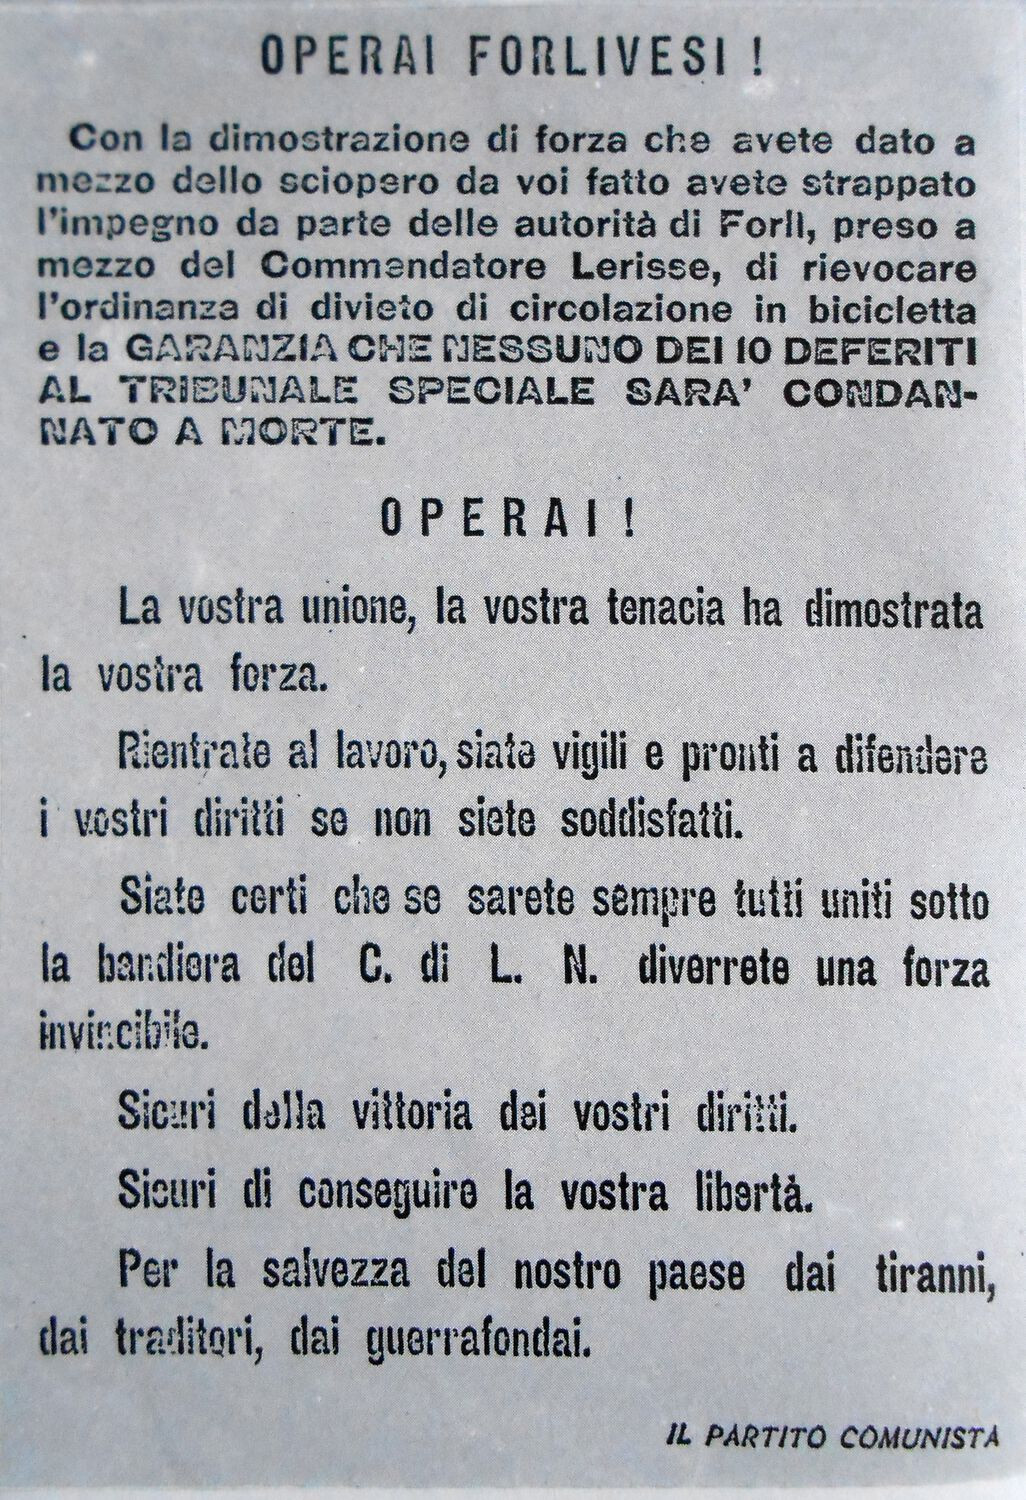 OPERAI FORLIVESI !
Con la dimostrazione di forza che avete dato a
mezzo dello sciopero da voi fatto avete strappato
l'impegno da parte delle autorità di Forlì, preso a
mezzo del Commendatore Lerisse, di rievocare
l'ordinanza di divieto di circolazione in bicicletta
e la GARANZIA CHE NESSUNO DEI 10 DEFERITI
AL TRIBUNALE SPECIALE SARA' CONDAN-
NATO A MORTE.
OPERAI !
La vostra unione, la vostra tenacia ha dimostrata
la vostra forza.
Rientrate al lavoro, siate vigili e pronti a difendere
i vostri diritti se non siete soddisfatti.
Siate certi che se sarete sempre tutti uniti sotto
la bandiera del C. di L. N. diverrete una forza
invincibile.
Sicuri della vittoria dei vostri diritti.
Sicuri di conseguire la vostra libertà.
Per la salvezza del nostro paese dai tiranni,
dai traditori, dai guerrafondai.
IL PARTITO COMUNISTA